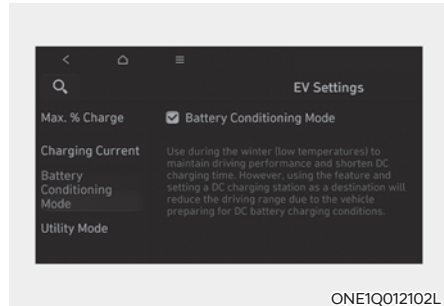 EV Settings
Max. % Charge
Battery Conditioning Mode
Charging Current
Use during the winter (low temperatures) to
maintain driving performance and shorten DC
charging time. However, using the feature and
setting a DC charging station as a destination will
reduce the driving range due to the vehicle
preparing for DC battery charging conditions.
Battery
Conditioning
Mode
Utility Mode
ONE1Q012102L